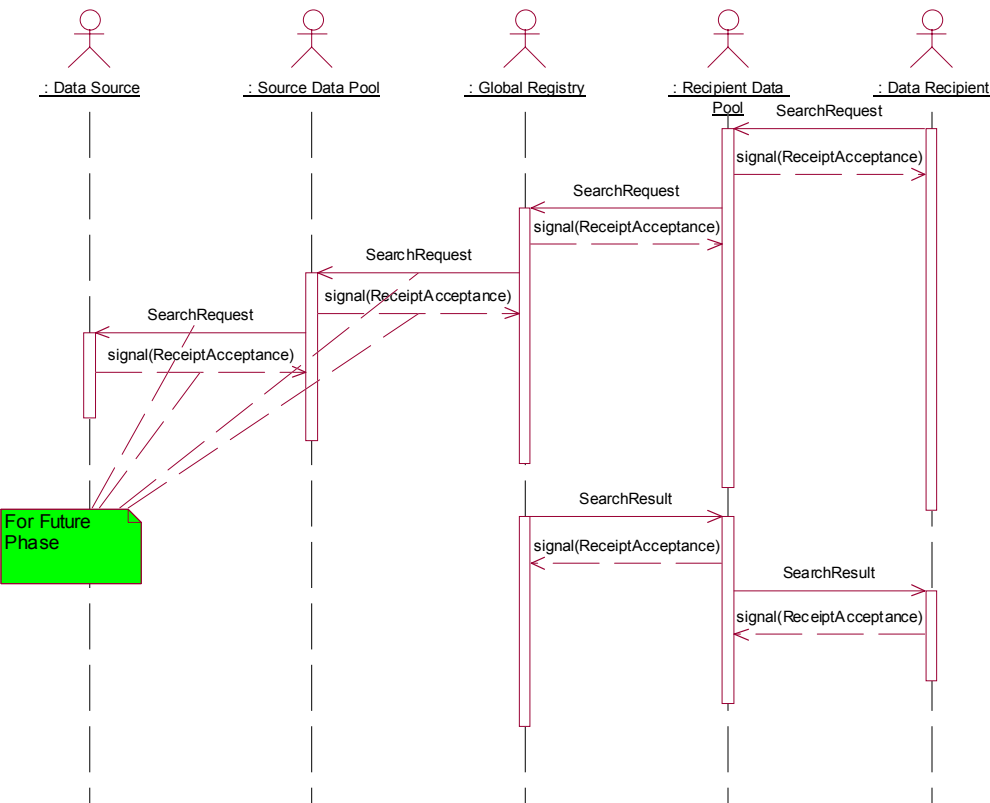 : Data Source
: Source Data Pool
: Global Registry
: Recipient Data
Pool
: Data Recipient
SearchRequest
signal(ReceiptAcceptance)
SearchRequest
signal(ReceiptAcceptance)
SearchRequest
signal(ReceiptAcceptance)
SearchRequest
signal(ReceiptAcceptance)
For Future
Phase
SearchResult
signal(ReceiptAcceptance)
SearchResult
signal(ReceiptAcceptance)